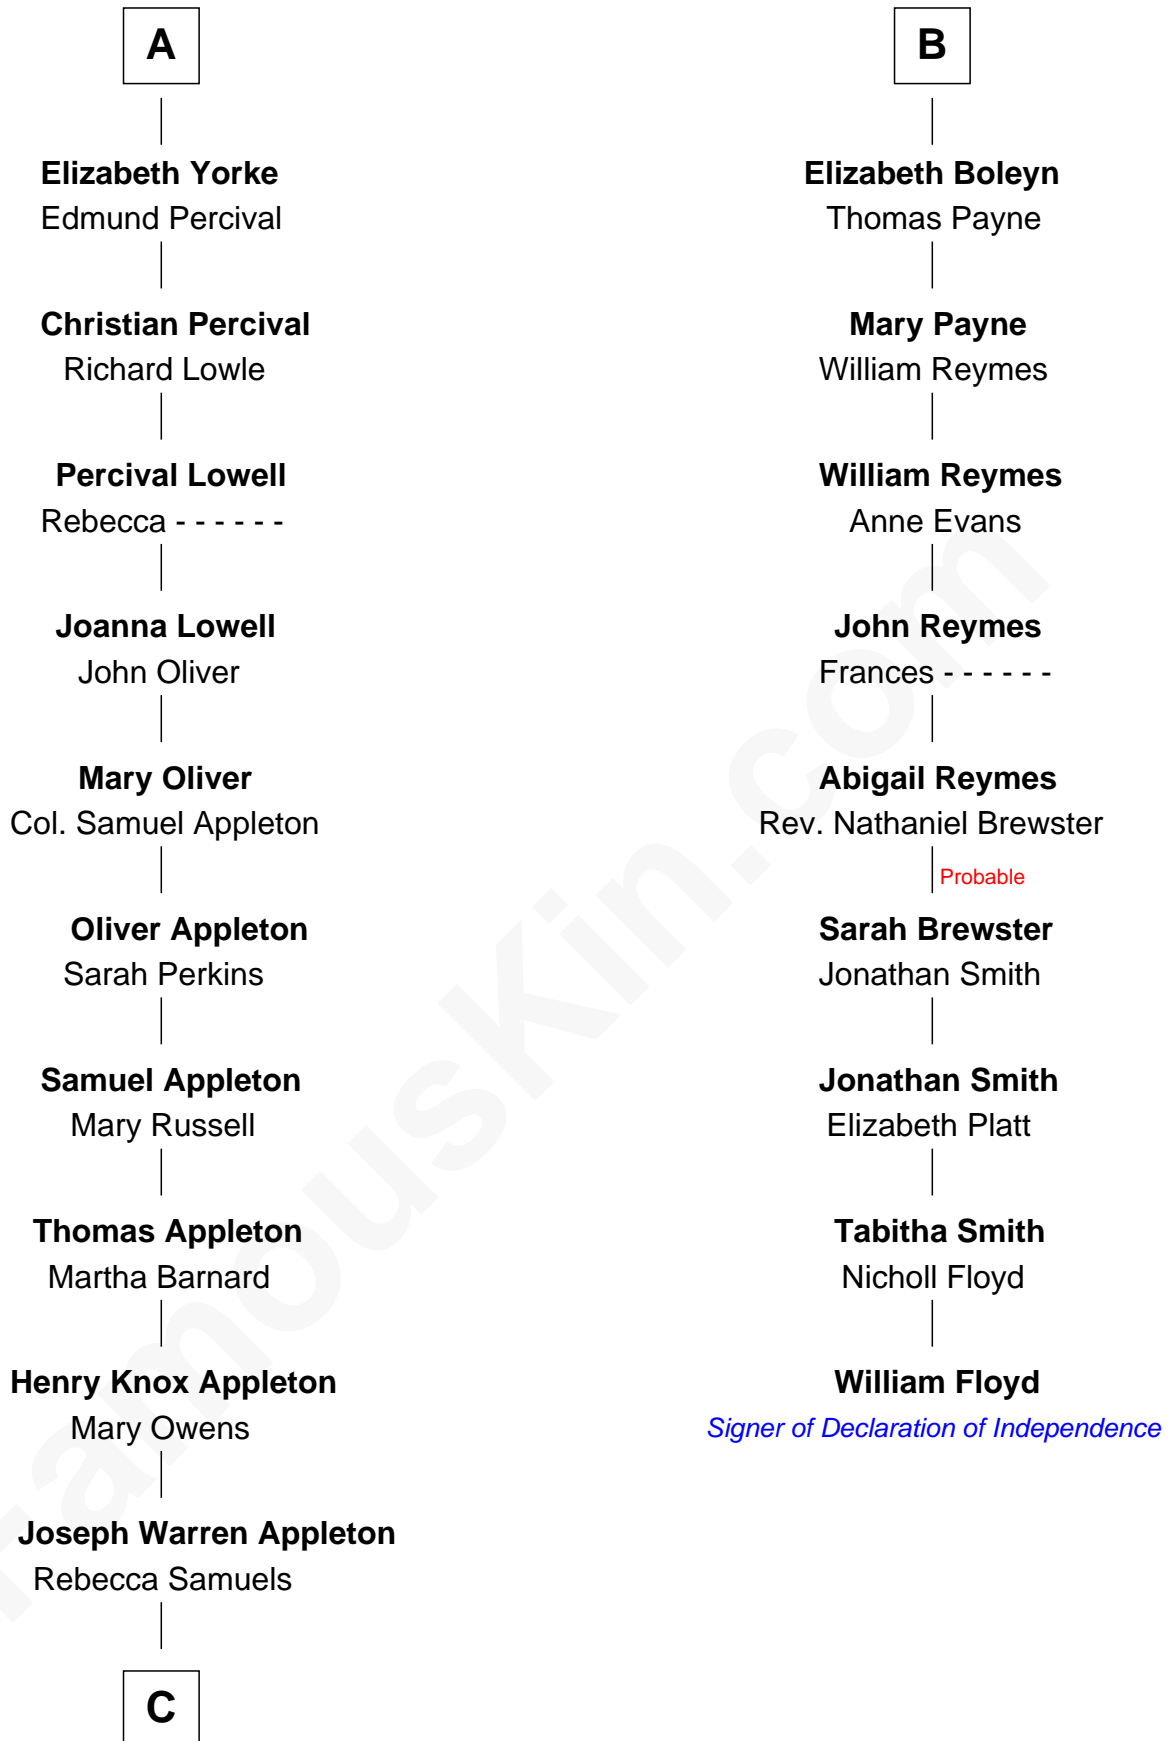 A
Elizabeth Yorke
Edmund Percival
Christian Percival
Richard Lowle
Percival Lowell
Rebecca - - - - - -
Joanna Lowell
John Oliver
Mary Oliver
Col. Samuel Appleton
Oliver Appleton
Sarah Perkins
Samuel Appleton
Mary Russell
Thomas Appleton
Martha Barnard
Henry Knox Appleton
Mary Owens
Joseph Warren Appleton
Rebecca Samuels
C
B
Elizabeth Boleyn
Thomas Payne
Mary Payne
William Reymes
William Reymes
Anne Evans
John Reymes
Frances - - - - - -
Abigail Reymes
Rev. Nathaniel Brewster
Probable
Sarah Brewster
Jonathan Smith
Jonathan Smith
Elizabeth Platt
Tabitha Smith
Nicholl Floyd
William Floyd
Signer of Declaration of Independence
FamousKin.com